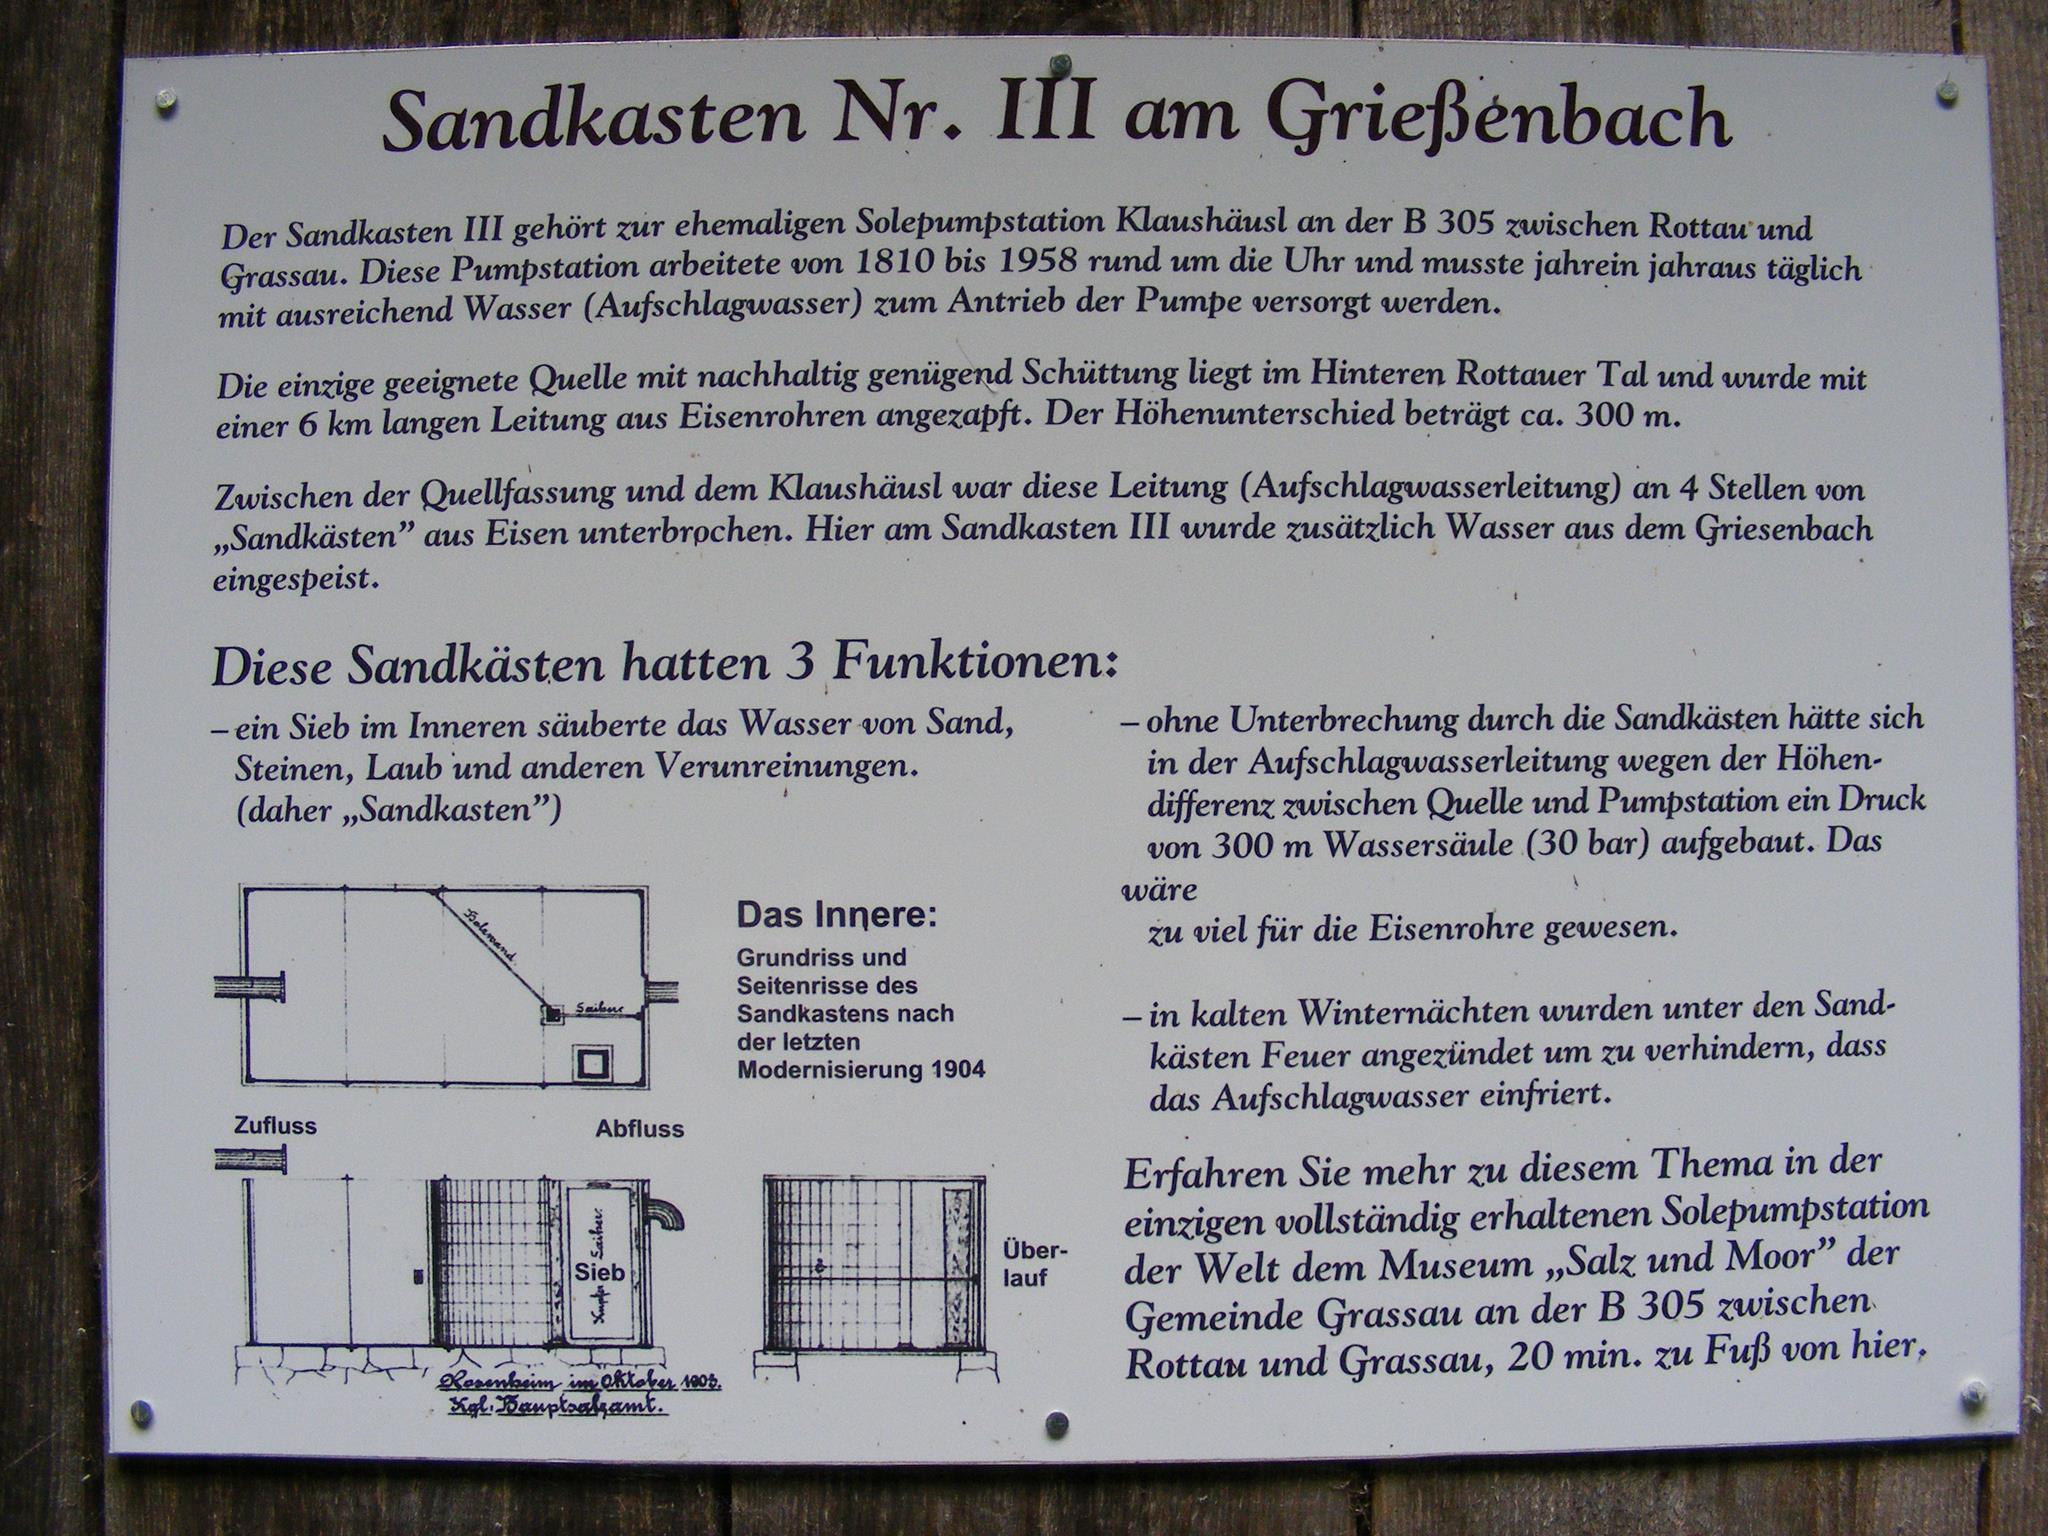 Sandkasten Nr. III am Grießenbach
Der Sandkasten III gehört zur ehemaligen Solepumpstation Klaushäusl an der B 305 zwischen Rottau und
Grassau. Diese Pumpstation arbeitete von 1810 bis 1958 rund um die Uhr und musste jahrein jahraus täglich
mit ausreichend Wasser (Aufschlagwasser) zum Antrieb der Pumpe versorgt werden.
Die einzige geeignete Quelle mit nachhaltig genügend Schüttung liegt im Hinteren Rottauer Tal und wurde mit
einer 6 km langen Leitung aus Eisenrohren angezapft. Der Höhenunterschied beträgt ca. 300 m.
Zwischen der Quellfassung und dem Klaushäusl war diese Leitung (Aufschlagwasserleitung) an 4 Stellen von
„Sandkästen” aus Eisen unterbrochen. Hier am Sandkasten III wurde zusätzlich Wasser aus dem Griesenbach
eingespeist.
Diese Sandkästen hatten 3 Funktionen:
– ein Sieb im Inneren säuberte das Wasser von Sand,
Steinen, Laub und anderen Verunreinungen.
(daher „Sandkasten”)
Holzwand
Seiher
Das Innere:
Grundriss und
Seitenrisse des
Sandkastens nach
der letzten
Modernisierung 1904
Zufluss
Abfluss
Kupfer Seiher
Sieb
Über-
lauf
Rosenheim im Oktober 1903.
Kgl. Hauptsalzamt.
– ohne Unterbrechung durch die Sandkästen hätte sich
in der Aufschlagwasserleitung wegen der Höhen-
differenz zwischen Quelle und Pumpstation ein Druck
von 300 m Wassersäule (30 bar) aufgebaut. Das
wäre
zu viel für die Eisenrohre gewesen.
– in kalten Winternächten wurden unter den Sand-
kästen Feuer angezündet um zu verhindern, dass
das Aufschlagwasser einfriert.
Erfahren Sie mehr zu diesem Thema in der
einzigen vollständig erhaltenen Solepumpstation
der Welt dem Museum „Salz und Moor” der
Gemeinde Grassau an der B 305 zwischen
Rottau und Grassau, 20 min. zu Fuß von hier.